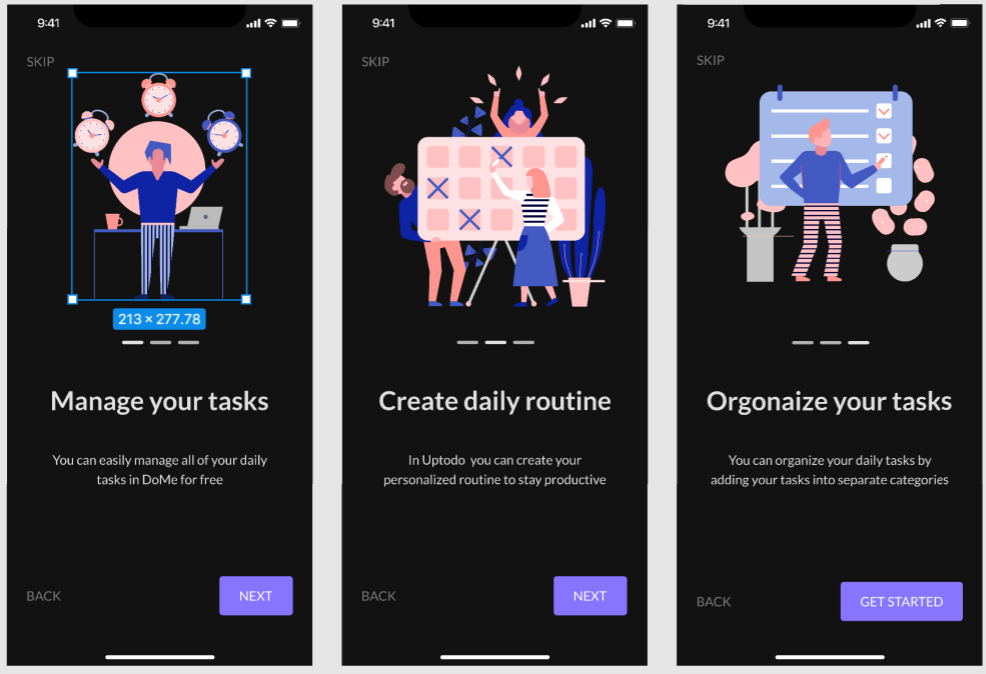 9:41
SKIP
213 × 277.78
Manage your tasks
You can easily manage all of your daily
tasks in DoMe for free
BACK
NEXT
9:41
SKIP
Create daily routine
In Uptodo  you can create your
personalized routine to stay productive
BACK
NEXT
9:41
SKIP
Orgonaize your tasks
You can organize your daily tasks by
adding your tasks into separate categories
BACK
GET STARTED